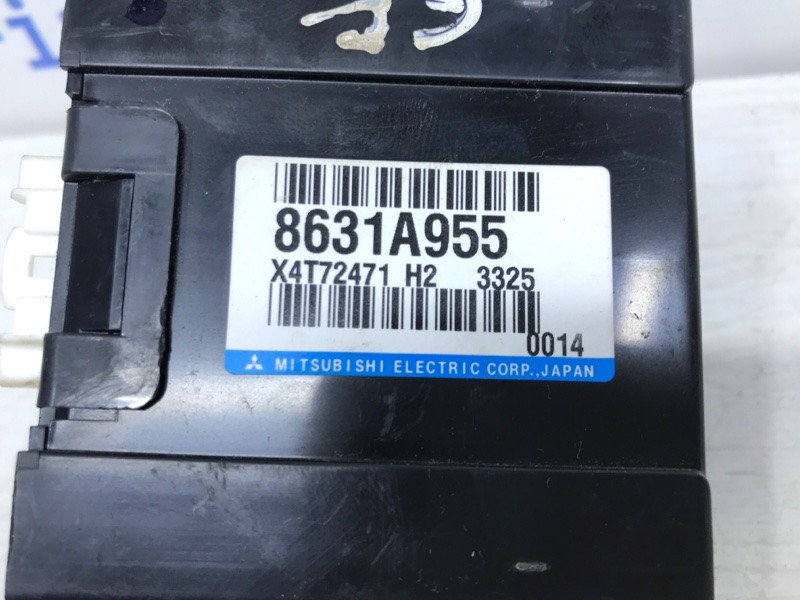 8631A955
X4T72471 H2 3325
0014
MITSUBISHI ELECTRIC CORP., JAPAN